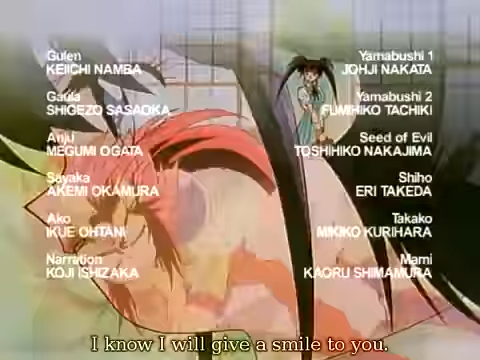 Gulen
KEIICHI NAMBA
Gaula
SHIGEZO SASAOKA
Anju
MEGUMI OGATA
Sayaka
AKEMI OKAMURA
Ako
IKUE OHTANI
Narration
KOJI ISHIZAKA
Yamabushi 1
JOHJI NAKATA
Yamabushi 2
FUMIHIKO TACHIKI
Seed of Evil
TOSHIHIKO NAKAJIMA
Shiho
ERI TAKEDA
Takako
MIKIKO KURIHARA
Mami
KAORU SHIMAMURA
I know I will give a smile to you.